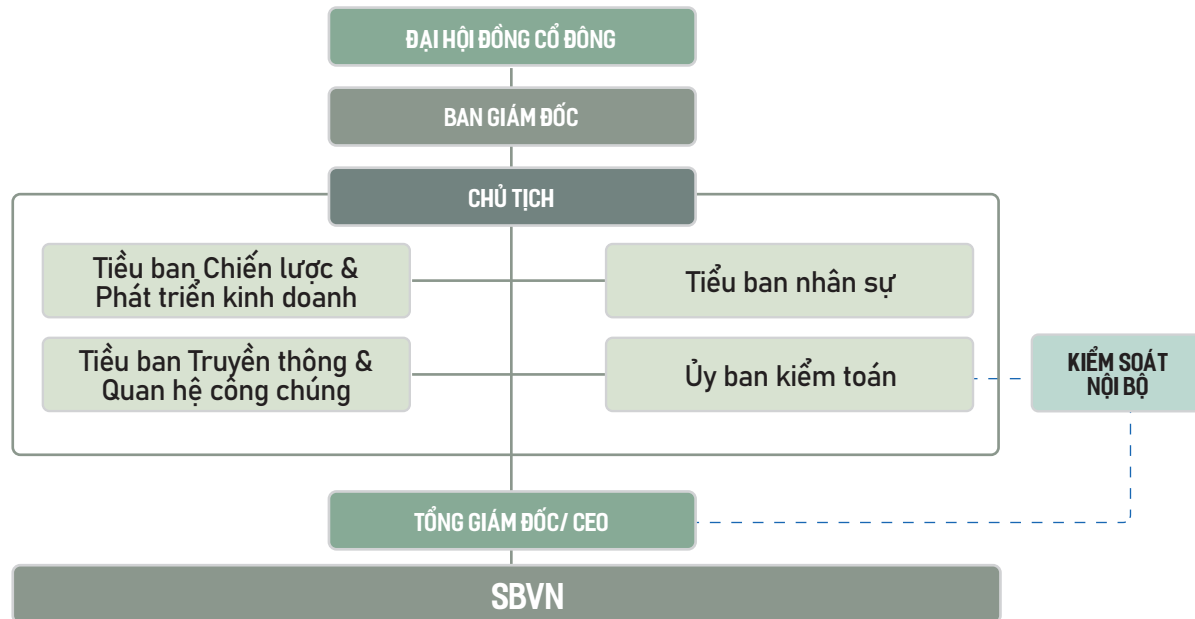 ĐẠI HỘI ĐỒNG CỔ ĐÔNG
BAN GIÁM ĐỐC
CHỦ TỊCH
Tiều ban Chiến lược &
Phát triển kinh doanh
Tiểu ban nhân sự
Tiều ban Truyền thông &
Quan hệ công chúng
Ủy ban kiểm toán
KIỂM SOÁT
NỘI BỘ
TỔNG GIÁM ĐỐC/ CEO
SBVN